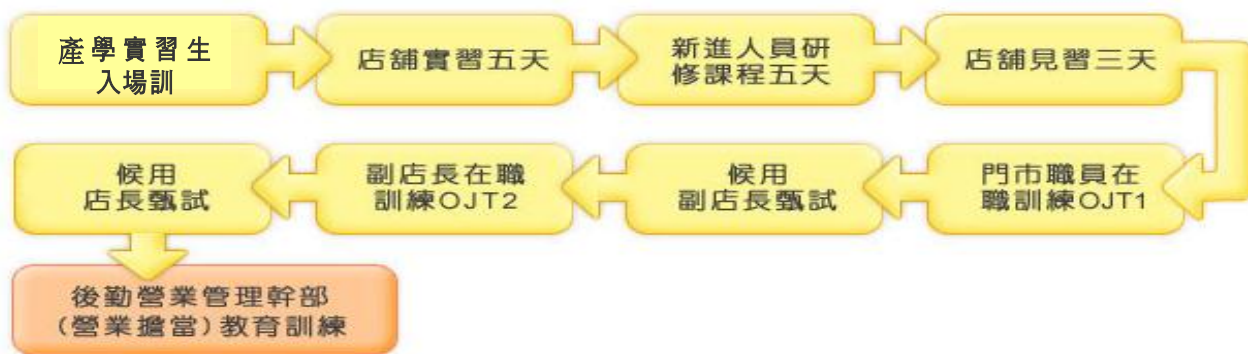 產學實習生
入場訓
店舖實習五天
新進人員研
修課程五天
店舖見習三天
門市職員在
職訓練OJT1
候用
副店長甄試
副店長在職
訓練OJT2
候用
店長甄試
後勤營業管理幹部
(營業擔當)教育訓練